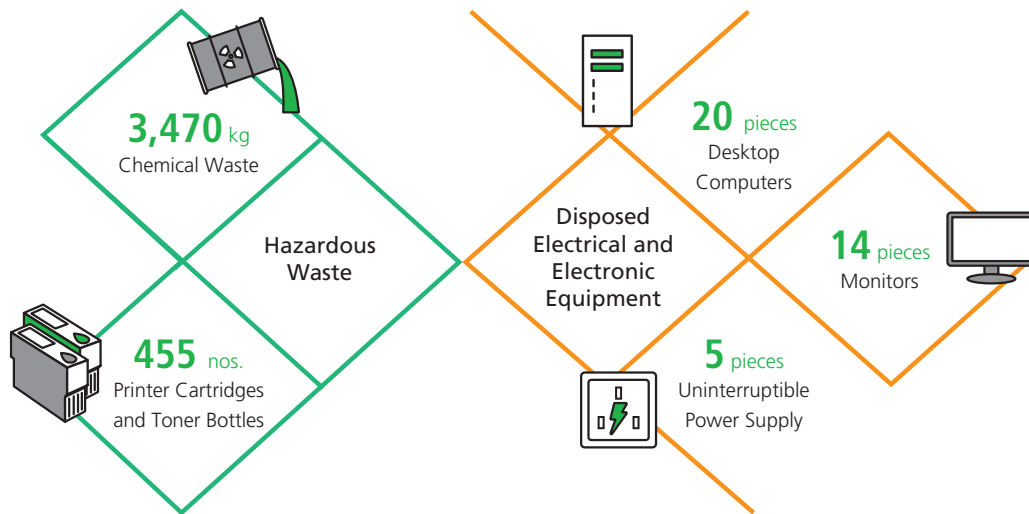 3,470 kg
Chemical Waste
Hazardous
Waste
455 nos.
Printer Cartridges
and Toner Bottles
Disposed
Electrical and
Electronic
Equipment
20 pieces
Desktop
Computers
14 pieces
Monitors
5 pieces
Uninterruptible
Power Supply